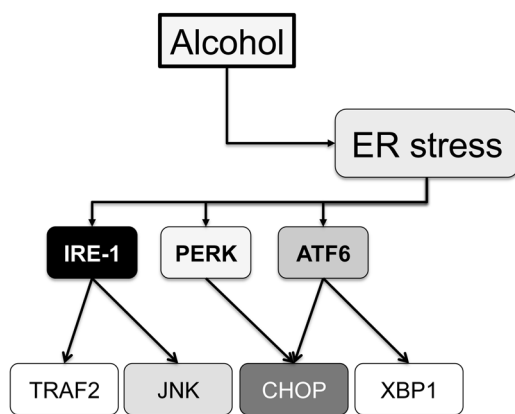 Alcohol
ER stress
IRE-1
PERK
ATF6
TRAF2
JNK
CHOP
XBP1